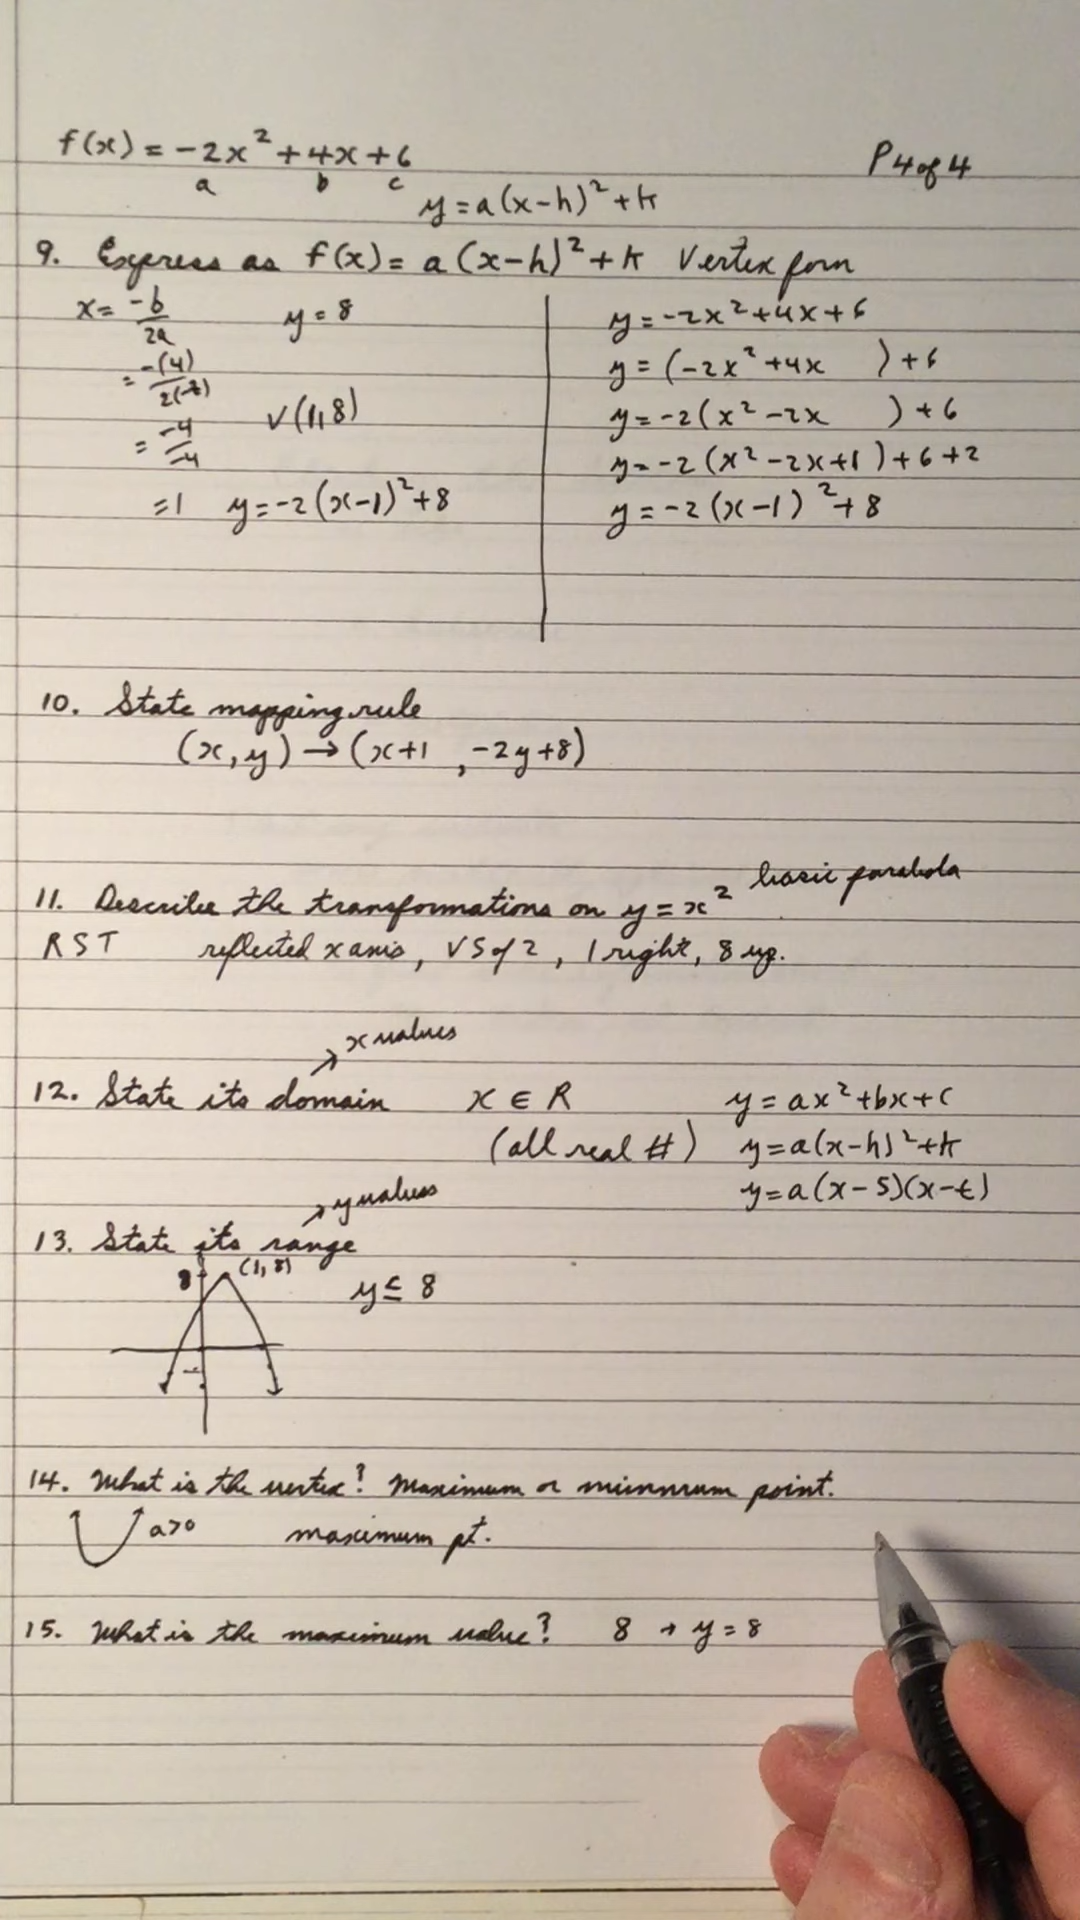 f(x) = -2x² + 4x + 6
P4 of 4
a b c
y = a(x-h)² + k
9. Express as f(x) = a(x-h)² + k Vertex form
x = -b/2a
y = 8
= -(4)/2(-2)
V(1,8)
= -4/-4
= 1 y = -2(x-1)² + 8
y = -2x² + 4x + 6
y = (-2x² + 4x ) + 6
y = -2(x² - 2x ) + 6
y = -2(x² - 2x + 1) + 6 + 2
y = -2(x-1)² + 8
10. State mapping rule
(x, y) → (x+1, -2y+8)
basic parabola
11. Describe the transformations on y = x²
RST reflected x axis, VS of 2, 1 right, 8 up.
→ x values
12. State its domain x ∈ R
(all real #)
y = ax² + bx + c
y = a(x-h)² + k
y = a(x-s)(x-t)
→ y values
13. State its range
8 (1, 8)
y ≤ 8
14. What is the vertex? Maximum or minimum point.
a>0 maximum pt.
15. What is the maximum value? 8 → y = 8